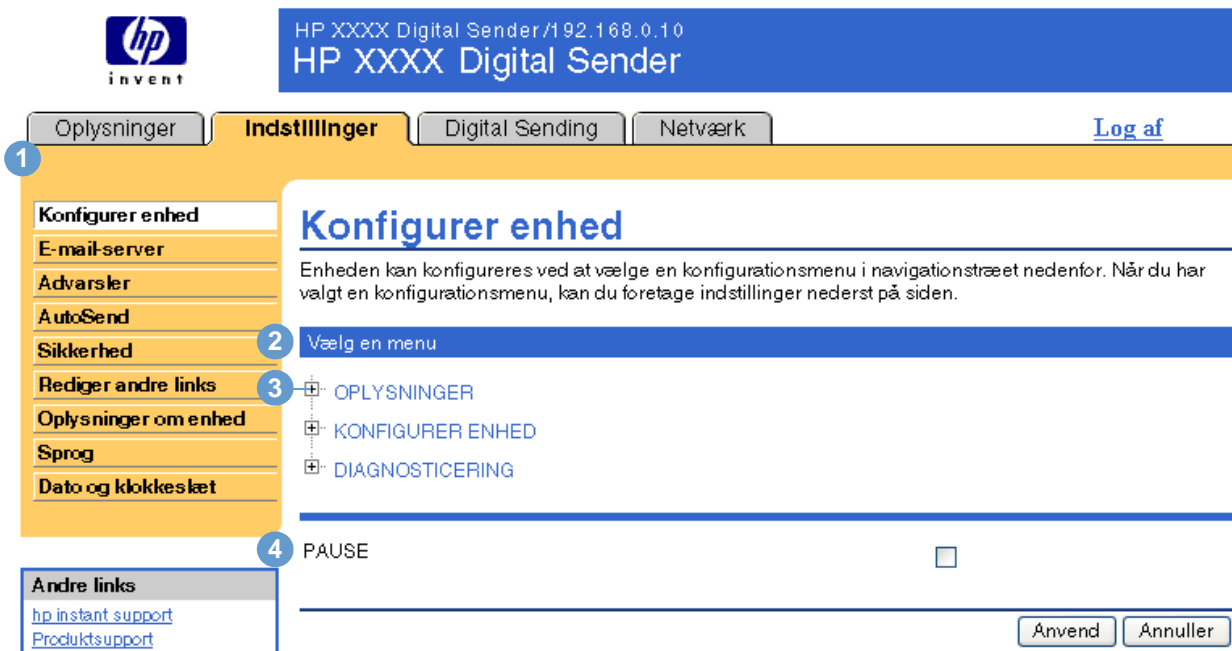 hp
invent
HP XXXX Digital Sender/192.168.0.10
HP XXXX Digital Sender
Oplysninger
Indstillinger
Digital Sending
Netværk
Log af
1
Konfigurer enhed
E-mail-server
Advarsler
AutoSend
Sikkerhed
Rediger andre links
Oplysninger om enhed
Sprog
Dato og klokkeslæt
Andre links
hp instant support
Produktsupport
Konfigurer enhed
Enheden kan konfigureres ved at vælge en konfigurationsmenu i navigationstræet nedenfor. Når du har
valgt en konfigurationsmenu, kan du foretage indstillinger nederst på siden.
2 Vælg en menu
3 OPLYSNINGER
KONFIGURER ENHED
DIAGNOSTICERING
4 PAUSE
Anvend Annuller